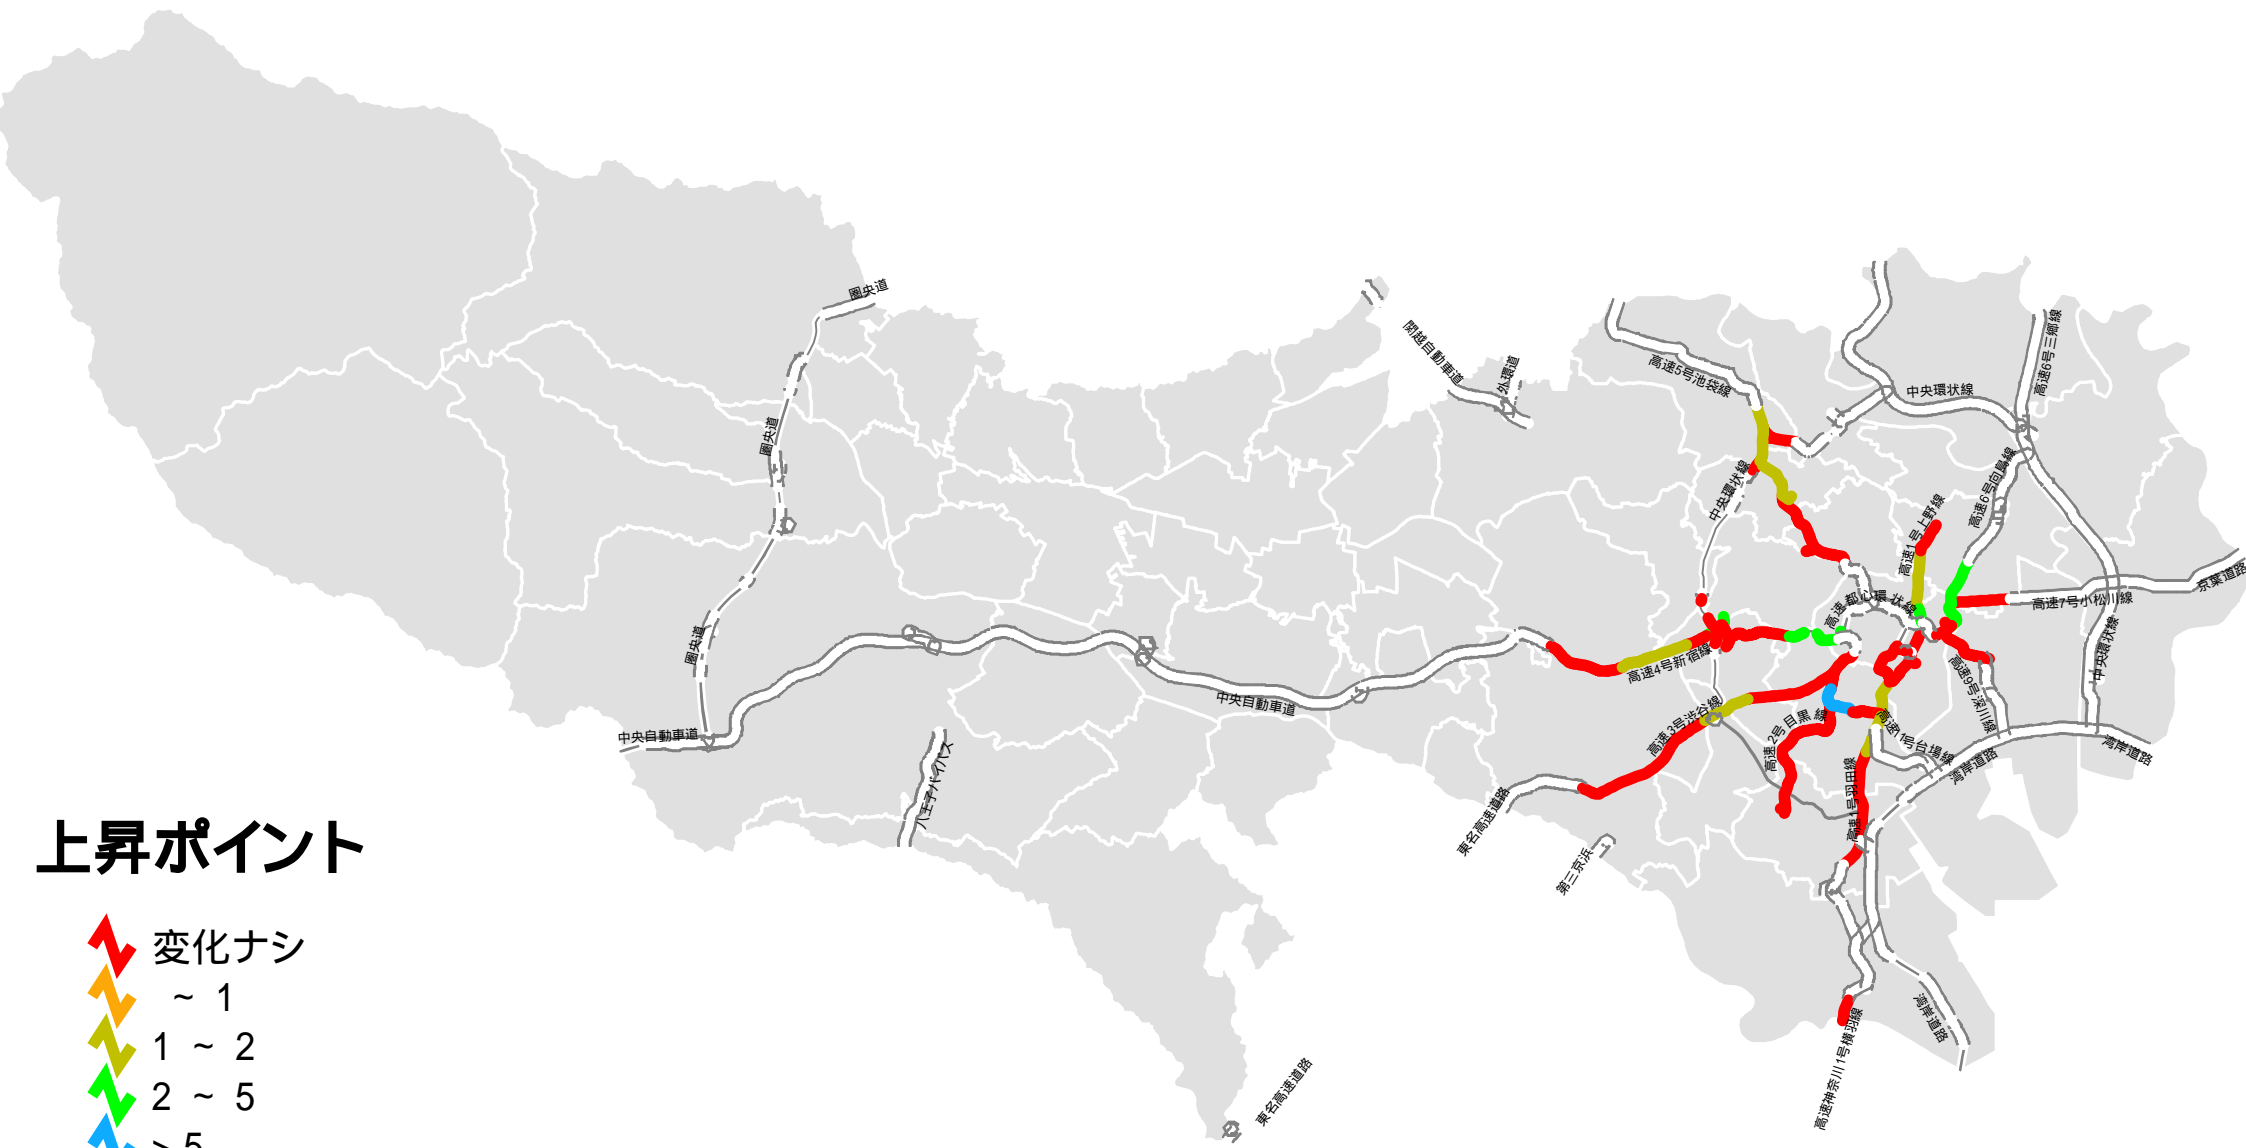 圏央道
関越自動車道
外環道
高速5号池袋線
中央環状線
高速6号三郷線
圏央道
中央環状線
高速1号上野線
高速6号向島線
京葉道路
高速都心環状線
高速7号小松川線
圏央道
高速4号新宿線
高速9号深川線
中央環状線
中央自動車道
中央自動車道
高速3号渋谷線
高速2号目黒線
高速11号台場線
湾岸道路
湾岸道路
八王子バイパス
東名高速道路
高速1号羽田線
第三京浜
湾岸道路
高速神奈川1号横羽線
東名高速道路
上昇ポイント
変化ナシ
~ 1
1 ~ 2
2 ~ 5
> 5